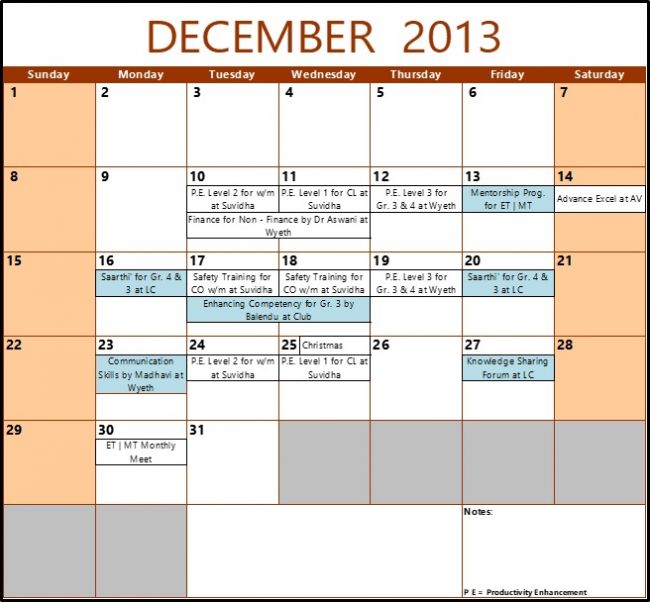 DECEMBER 2013
Sunday Monday Tuesday Wednesday Thursday Friday Saturday
1 2 3 4 5 6 7
8 9 10 11 12 13 14
P.E. Level 2 for w/m
at Suvidha
P.E. Level 1 for CL at
Suvidha
P.E. Level 3 for
Gr. 3 & 4 at Wyeth
Mentorship Prog.
for ET | MT
Advance Excel at AV
Finance for Non - Finance by Dr Aswani at
Wyeth
15 16 17 18 19 20 21
Saarthi' for Gr. 4 &
3 at LC
Safety Training for
CO w/m at Suvidha
Safety Training for
CO w/m at Suvidha
P.E. Level 3 for
Gr. 3 & 4 at Wyeth
Saarthi' for Gr. 4 &
3 at LC
Enhancing Competency for Gr. 3 by
Balendu at Club
22 23 24 25 Christmas 26 27 28
Communication
Skills by Madhavi at
Wyeth
P.E. Level 2 for w/m
at Suvidha
P.E. Level 1 for CL at
Suvidha
Knowledge Sharing
Forum at LC
29 30 31
ET | MT Monthly
Meet
Notes:
P E = Productivity Enhancement